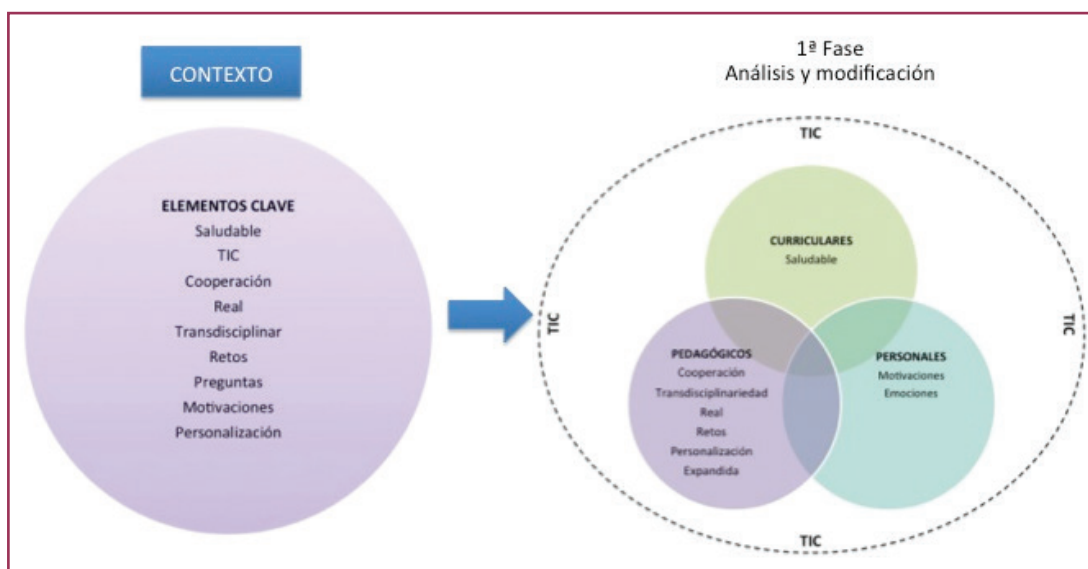 CONTEXTO
ELEMENTOS CLAVE
Saludable
TIC
Cooperación
Real
Transdisciplinar
Retos
Preguntas
Motivaciones
Personalización
1ª Fase
Análisis y modificación
TIC
CURRICULARES
Saludable
TIC
TIC
PEDAGÓGICOS
Cooperación
Transdisciplinariedad
Real
Retos
Personalización
Expandida
PERSONALES
Motivaciones
Emociones
TIC